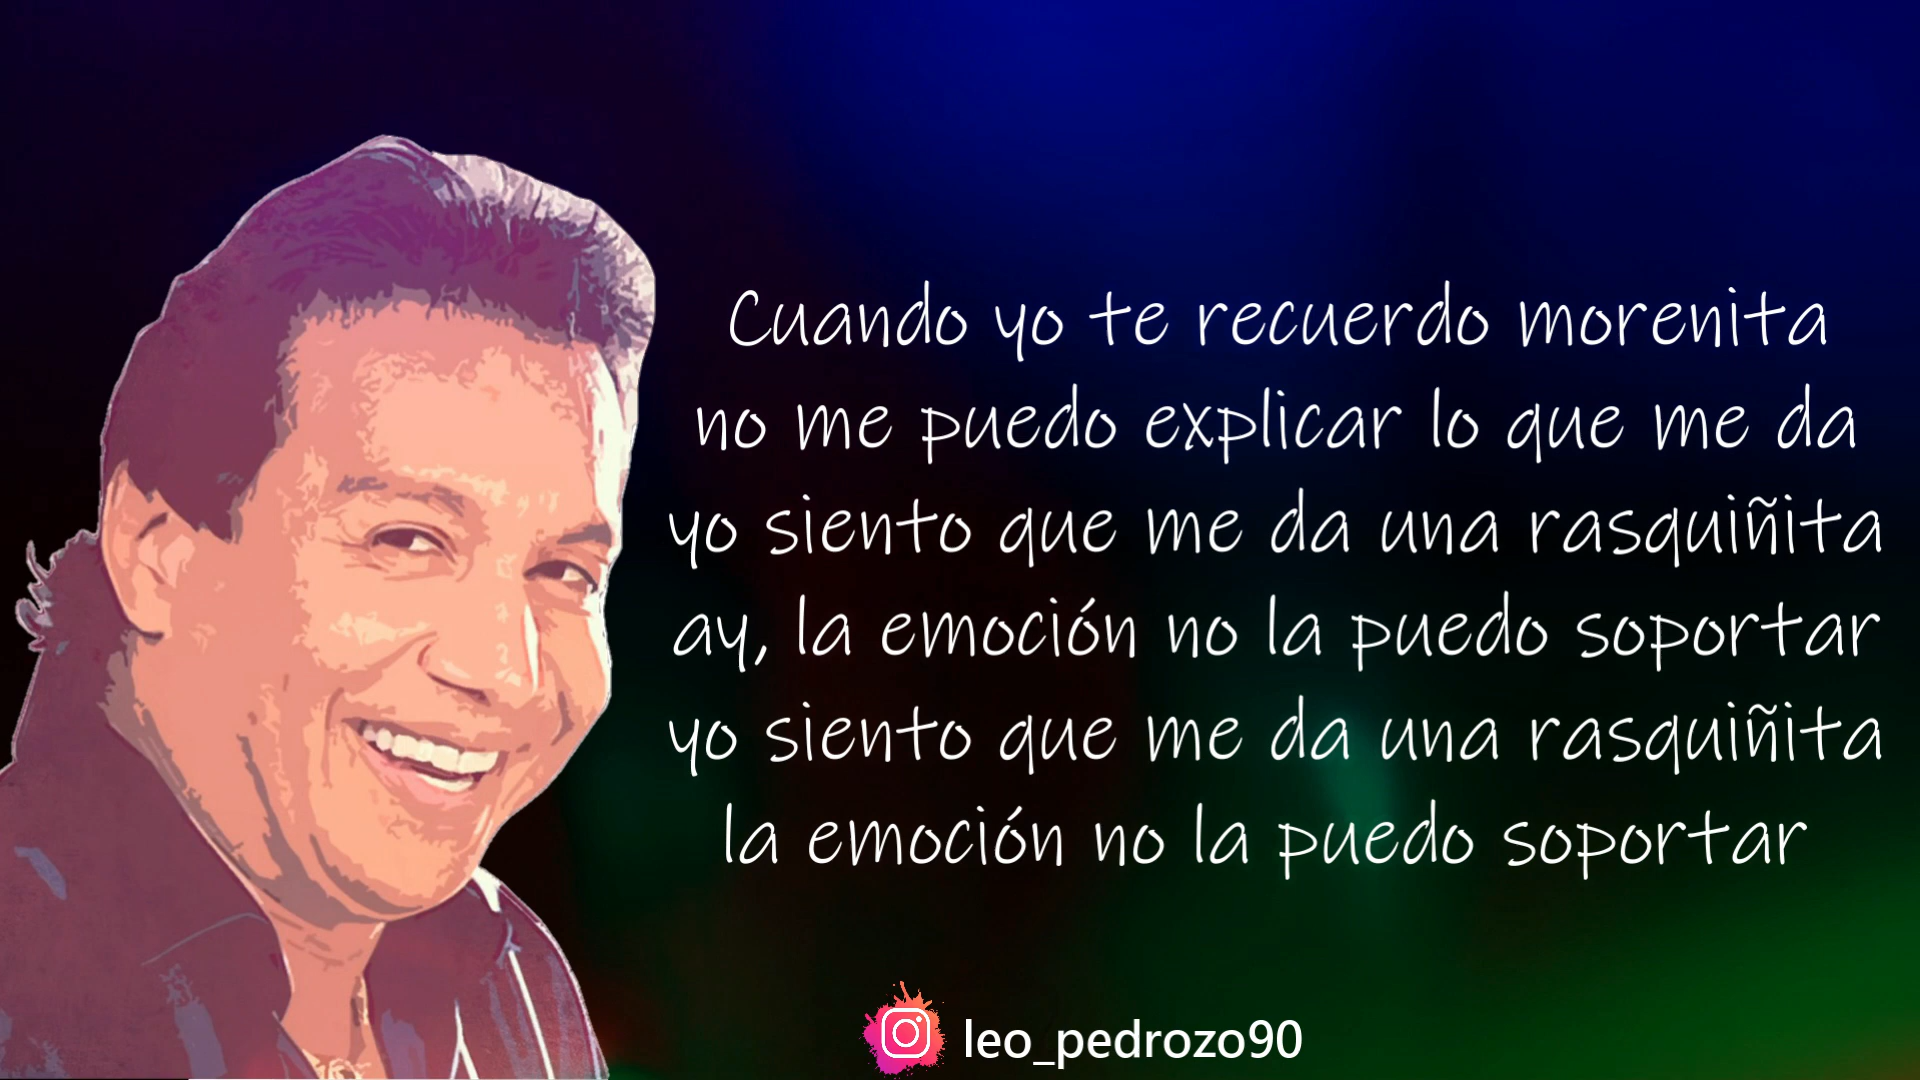 Cuando yo te recuerdo morenita
no me puedo explicar lo que me da
yo siento que me da una rasquiñita
ay, la emoción no la puedo soportar
yo siento que me da una rasquiñita
la emoción no la puedo soportar
leo_pedrozo90